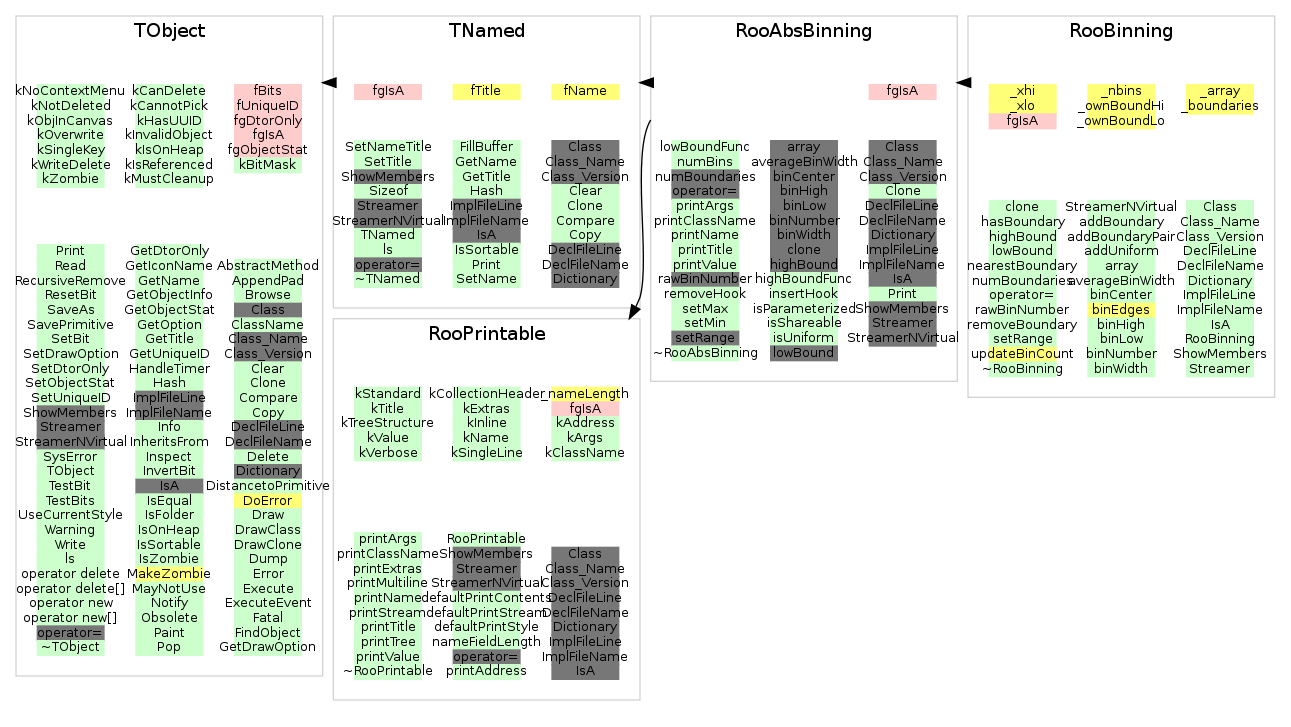 TObject
kNoContextMenu
kNotDeleted
kObjInCanvas
kOverwrite
kSingleKey
kWriteDelete
kZombie
kCanDelete
kCannotPick
kHasUUID
kInvalidObject
kIsOnHeap
kIsReferenced
kMustCleanup
fBits
fUniqueID
fgDtorOnly
fgIsA
fgObjectStat
kBitMask
Print
Read
RecursiveRemove
ResetBit
SaveAs
SavePrimitive
SetBit
SetDrawOption
SetDtorOnly
SetObjectStat
SetUniqueID
ShowMembers
Streamer
StreamerNVirtual
SysError
TObject
TestBit
TestBits
UseCurrentStyle
Warning
Write
ls
operator delete
operator delete[]
operator new
operator new[]
operator=
~TObject
GetDtorOnly
GetIconName
GetName
GetObjectInfo
GetObjectStat
GetOption
GetTitle
GetUniqueID
HandleTimer
Hash
ImplFileLine
ImplFileName
Info
InheritsFrom
Inspect
InvertBit
IsA
IsEqual
IsFolder
IsOnHeap
IsSortable
IsZombie
MakeZombie
MayNotUse
Notify
Obsolete
Paint
Pop
AbstractMethod
AppendPad
Browse
Class
ClassName
Class_Name
Class_Version
Clear
Clone
Compare
Copy
DeclFileLine
DeclFileName
Delete
Dictionary
DistancetoPrimitive
DoError
Draw
DrawClass
DrawClone
Dump
Error
Execute
ExecuteEvent
Fatal
FindObject
GetDrawOption
TNamed
fgIsA
fTitle
fName
SetNameTitle
SetTitle
ShowMembers
Sizeof
Streamer
StreamerNVirtual
TNamed
ls
operator=
~TNamed
FillBuffer
GetName
GetTitle
Hash
ImplFileLine
ImplFileName
IsA
IsSortable
Print
SetName
Class
Class_Name
Class_Version
Clear
Clone
Compare
Copy
DeclFileLine
DeclFileName
Dictionary
RooPrintable
kStandard
kTitle
kTreeStructure
kValue
kVerbose
kCollectionHeader
kExtras
kInline
kName
kSingleLine
_nameLength
fgIsA
kAddress
kArgs
kClassName
printArgs
printClassName
printExtras
printMultiline
printName
printStream
printTitle
printTree
printValue
~RooPrintable
RooPrintable
ShowMembers
Streamer
StreamerNVirtual
defaultPrintContents
defaultPrintStream
defaultPrintStyle
nameFieldLength
operator=
printAddress
Class
Class_Name
Class_Version
DeclFileLine
DeclFileName
Dictionary
ImplFileLine
ImplFileName
IsA
RooAbsBinning
fgIsA
lowBoundFunc
numBins
numBoundaries
operator=
printArgs
printClassName
printName
printTitle
printValue
rawBinNumber
removeHook
setMax
setMin
setRange
~RooAbsBinning
array
averageBinWidth
binCenter
binHigh
binLow
binNumber
binWidth
clone
highBound
highBoundFunc
insertHook
isParameterized
isShareable
isUniform
lowBound
Class
Class_Name
Class_Version
Clone
DeclFileLine
DeclFileName
Dictionary
ImplFileLine
ImplFileName
IsA
Print
ShowMembers
Streamer
StreamerNVirtual
RooBinning
_xhi
_xlo
fgIsA
_nbins
_ownBoundHi
_ownBoundLo
_array
_boundaries
clone
hasBoundary
highBound
lowBound
nearestBoundary
numBoundaries
operator=
rawBinNumber
removeBoundary
setRange
updateBinCount
~RooBinning
StreamerNVirtual
addBoundary
addBoundaryPair
addUniform
array
averageBinWidth
binCenter
binEdges
binHigh
binLow
binNumber
binWidth
Class
Class_Name
Class_Version
DeclFileLine
DeclFileName
Dictionary
ImplFileLine
ImplFileName
IsA
RooBinning
ShowMembers
Streamer